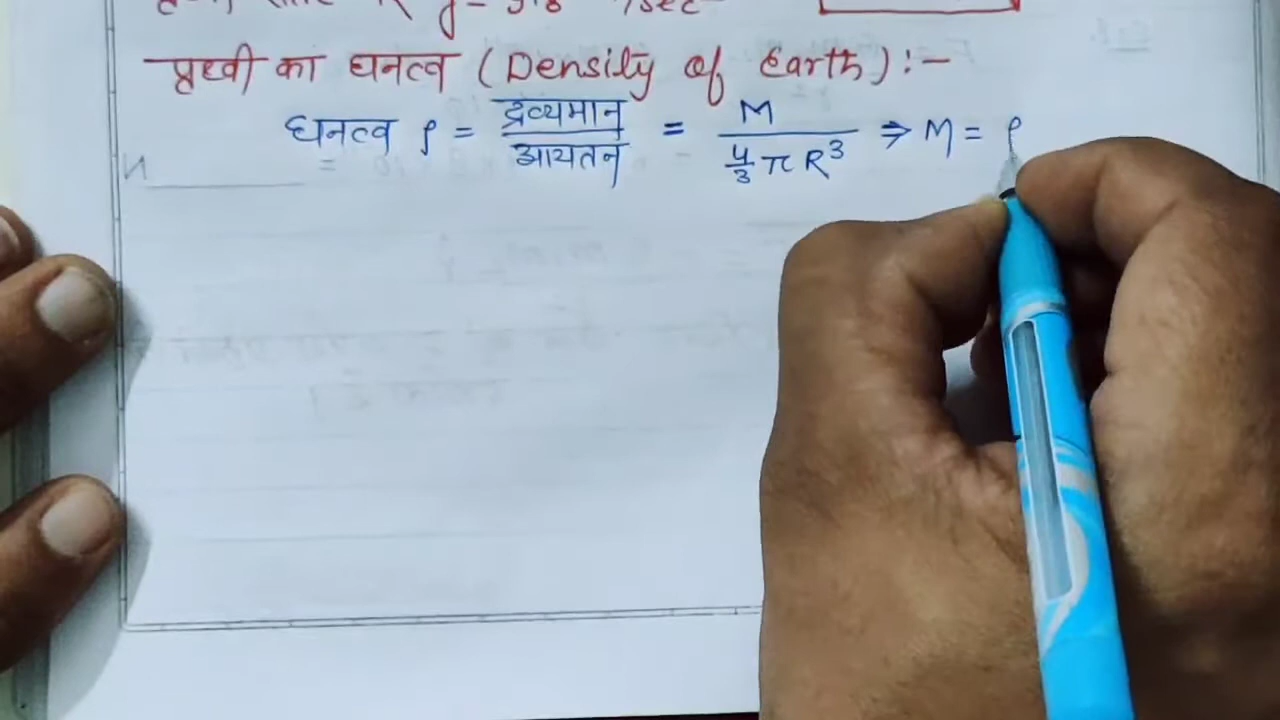 पृथ्वी का घनत्व (Density of Earth) :-
घनत्व ρ = द्रव्यमान / आयतन = M / 4/3 π R³ ⇒ M = ρ